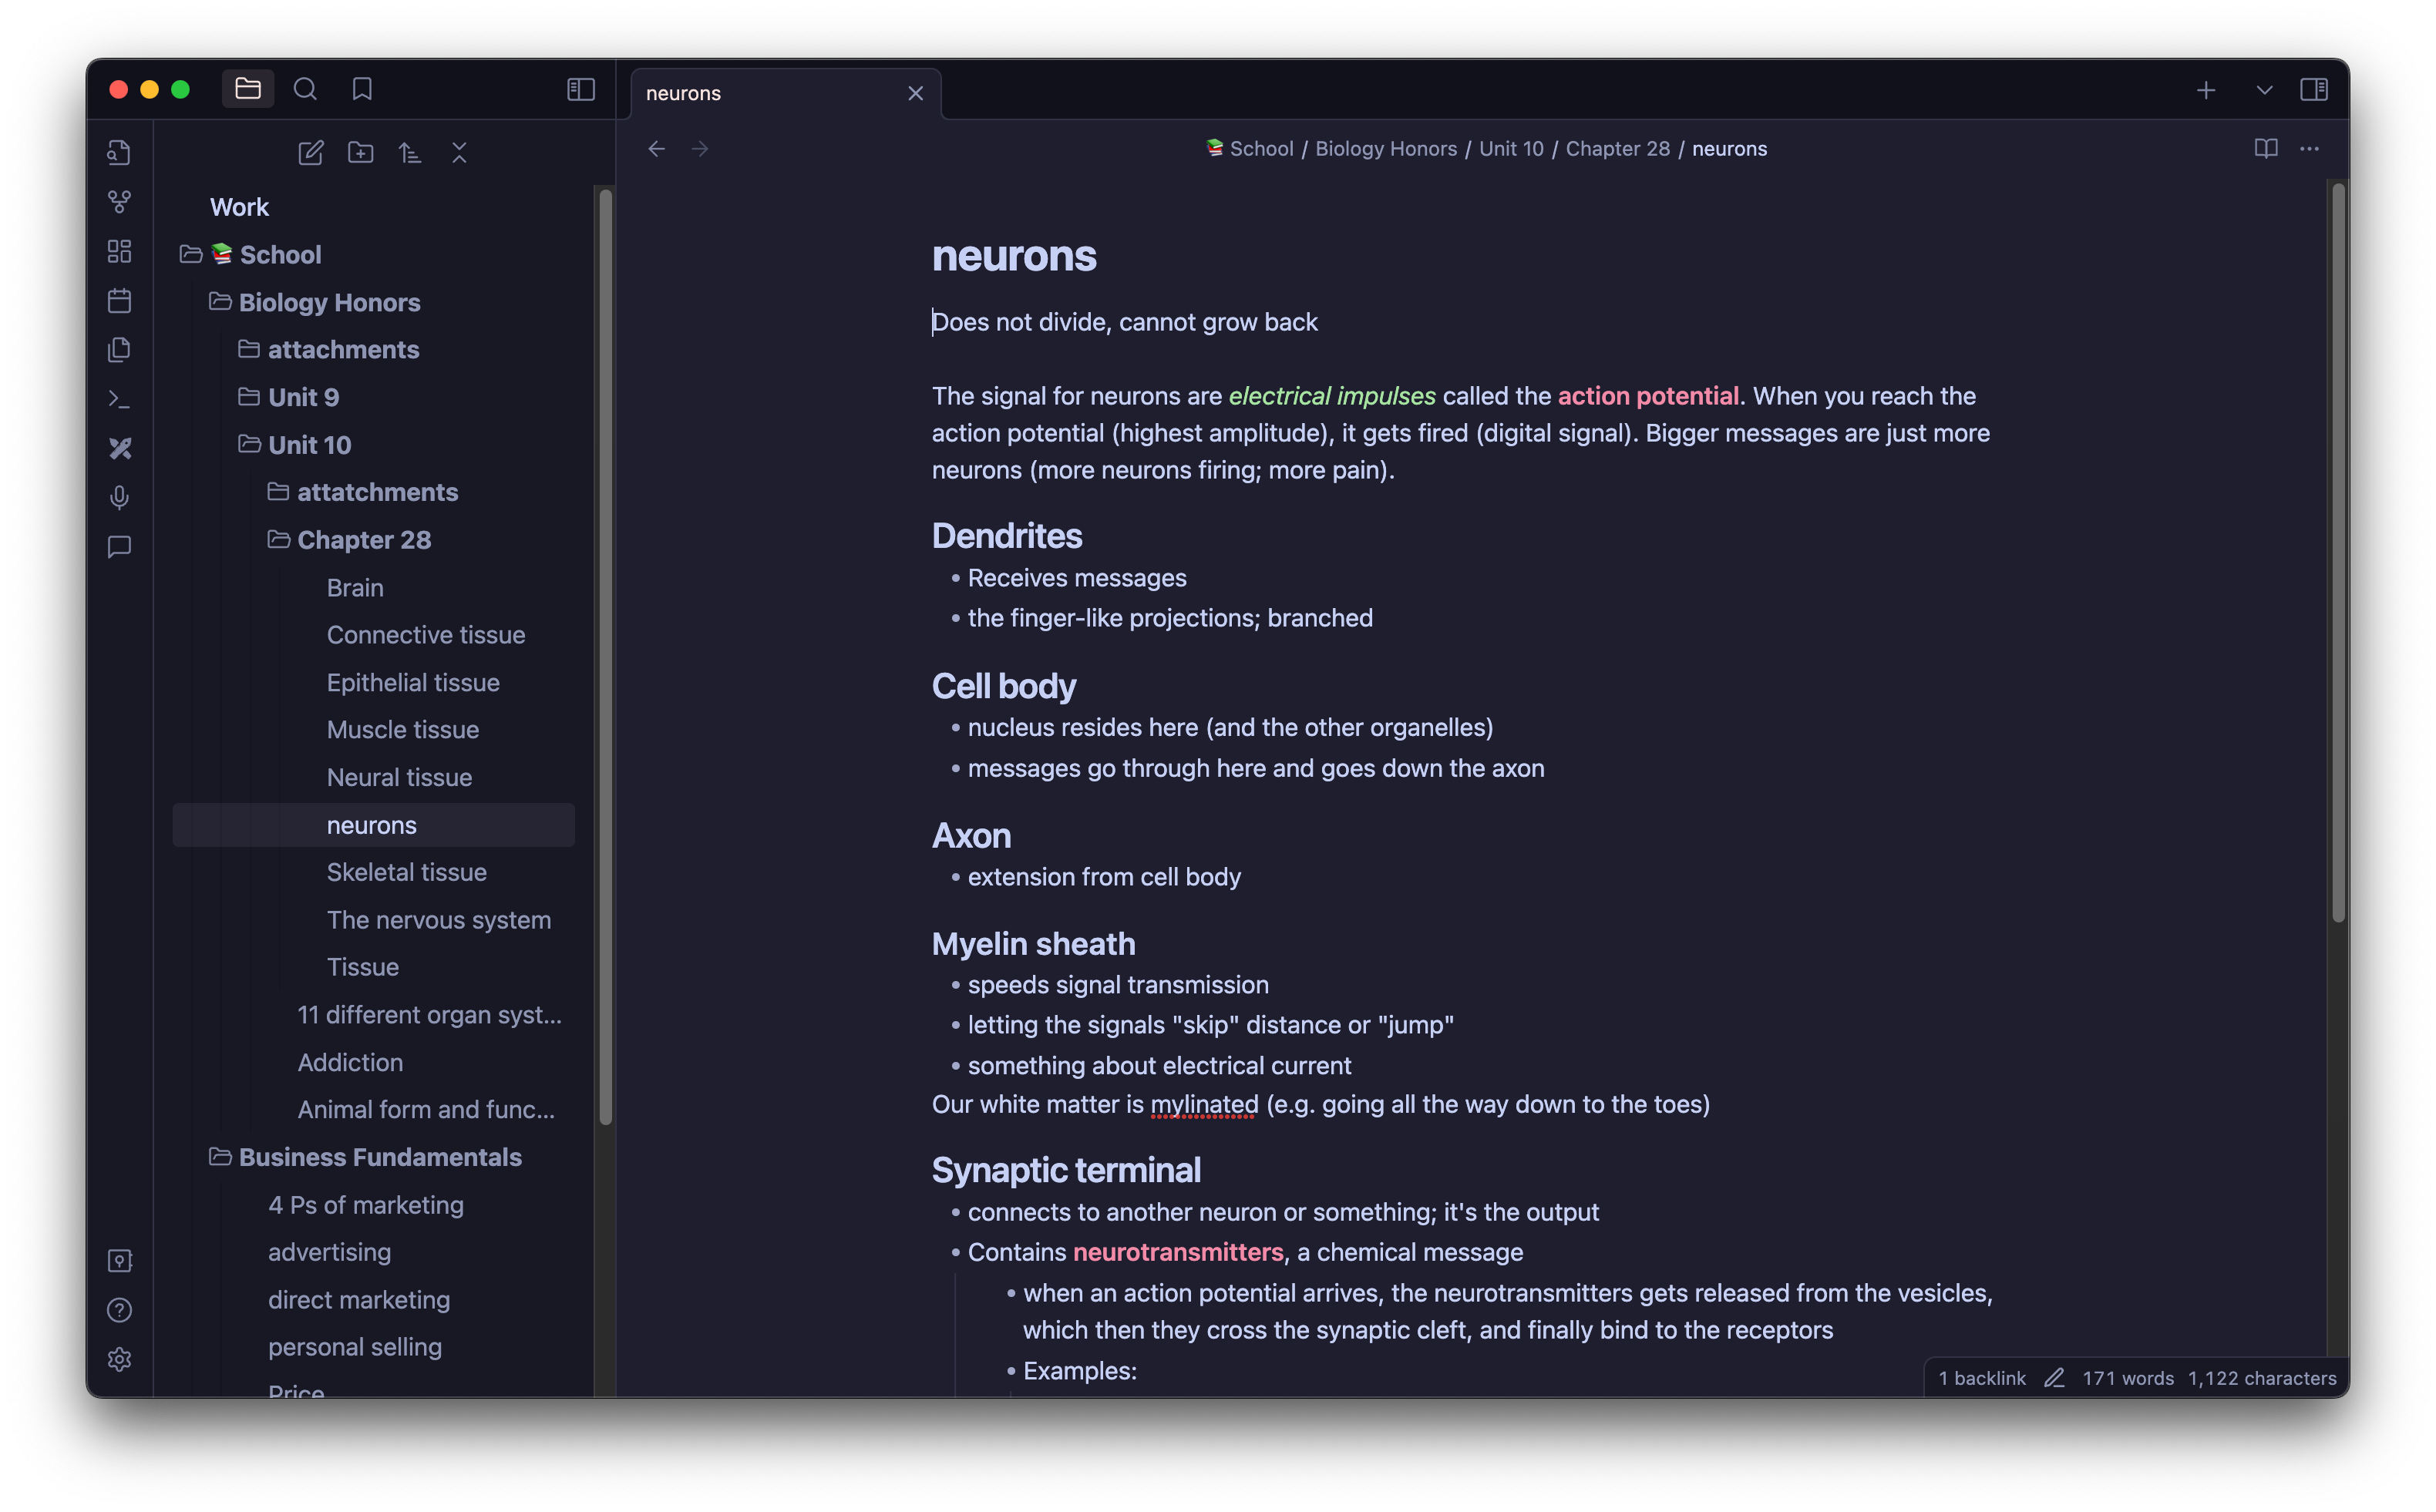 neurons
📚 School / Biology Honors / Unit 10 / Chapter 28 / neurons
Work
📚 School
Biology Honors
attachments
Unit 9
Unit 10
attatchments
Chapter 28
Brain
Connective tissue
Epithelial tissue
Muscle tissue
Neural tissue
neurons
Skeletal tissue
The nervous system
Tissue
11 different organ syst...
Addiction
Animal form and func...
Business Fundamentals
4 Ps of marketing
advertising
direct marketing
personal selling
Price
neurons
Does not divide, cannot grow back
The signal for neurons are electrical impulses called the action potential. When you reach the
action potential (highest amplitude), it gets fired (digital signal). Bigger messages are just more
neurons (more neurons firing; more pain).
Dendrites
• Receives messages
• the finger-like projections; branched
Cell body
• nucleus resides here (and the other organelles)
• messages go through here and goes down the axon
Axon
• extension from cell body
Myelin sheath
• speeds signal transmission
• letting the signals "skip" distance or "jump"
• something about electrical current
Our white matter is mylinated (e.g. going all the way down to the toes)
Synaptic terminal
• connects to another neuron or something; it's the output
• Contains neurotransmitters, a chemical message
• when an action potential arrives, the neurotransmitters gets released from the vesicles,
which then they cross the synaptic cleft, and finally bind to the receptors
• Examples:
1 backlink 171 words 1,122 characters